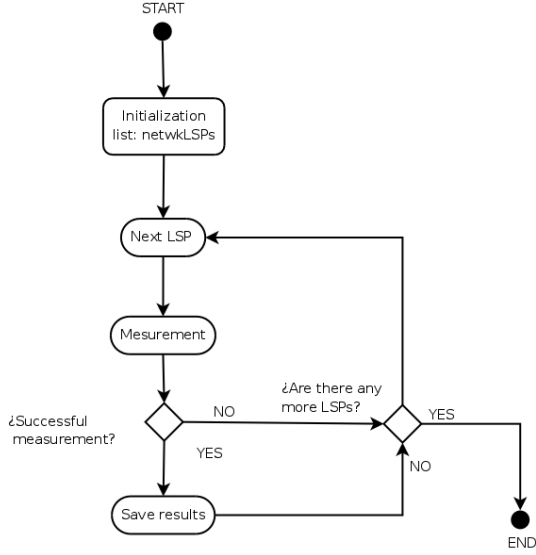 START
Initialization
list: netwkLSPs
Next LSP
Mesurement
¿Successful
measurement?
NO
YES
¿Are there any
more LSPs?
YES
NO
Save results
END